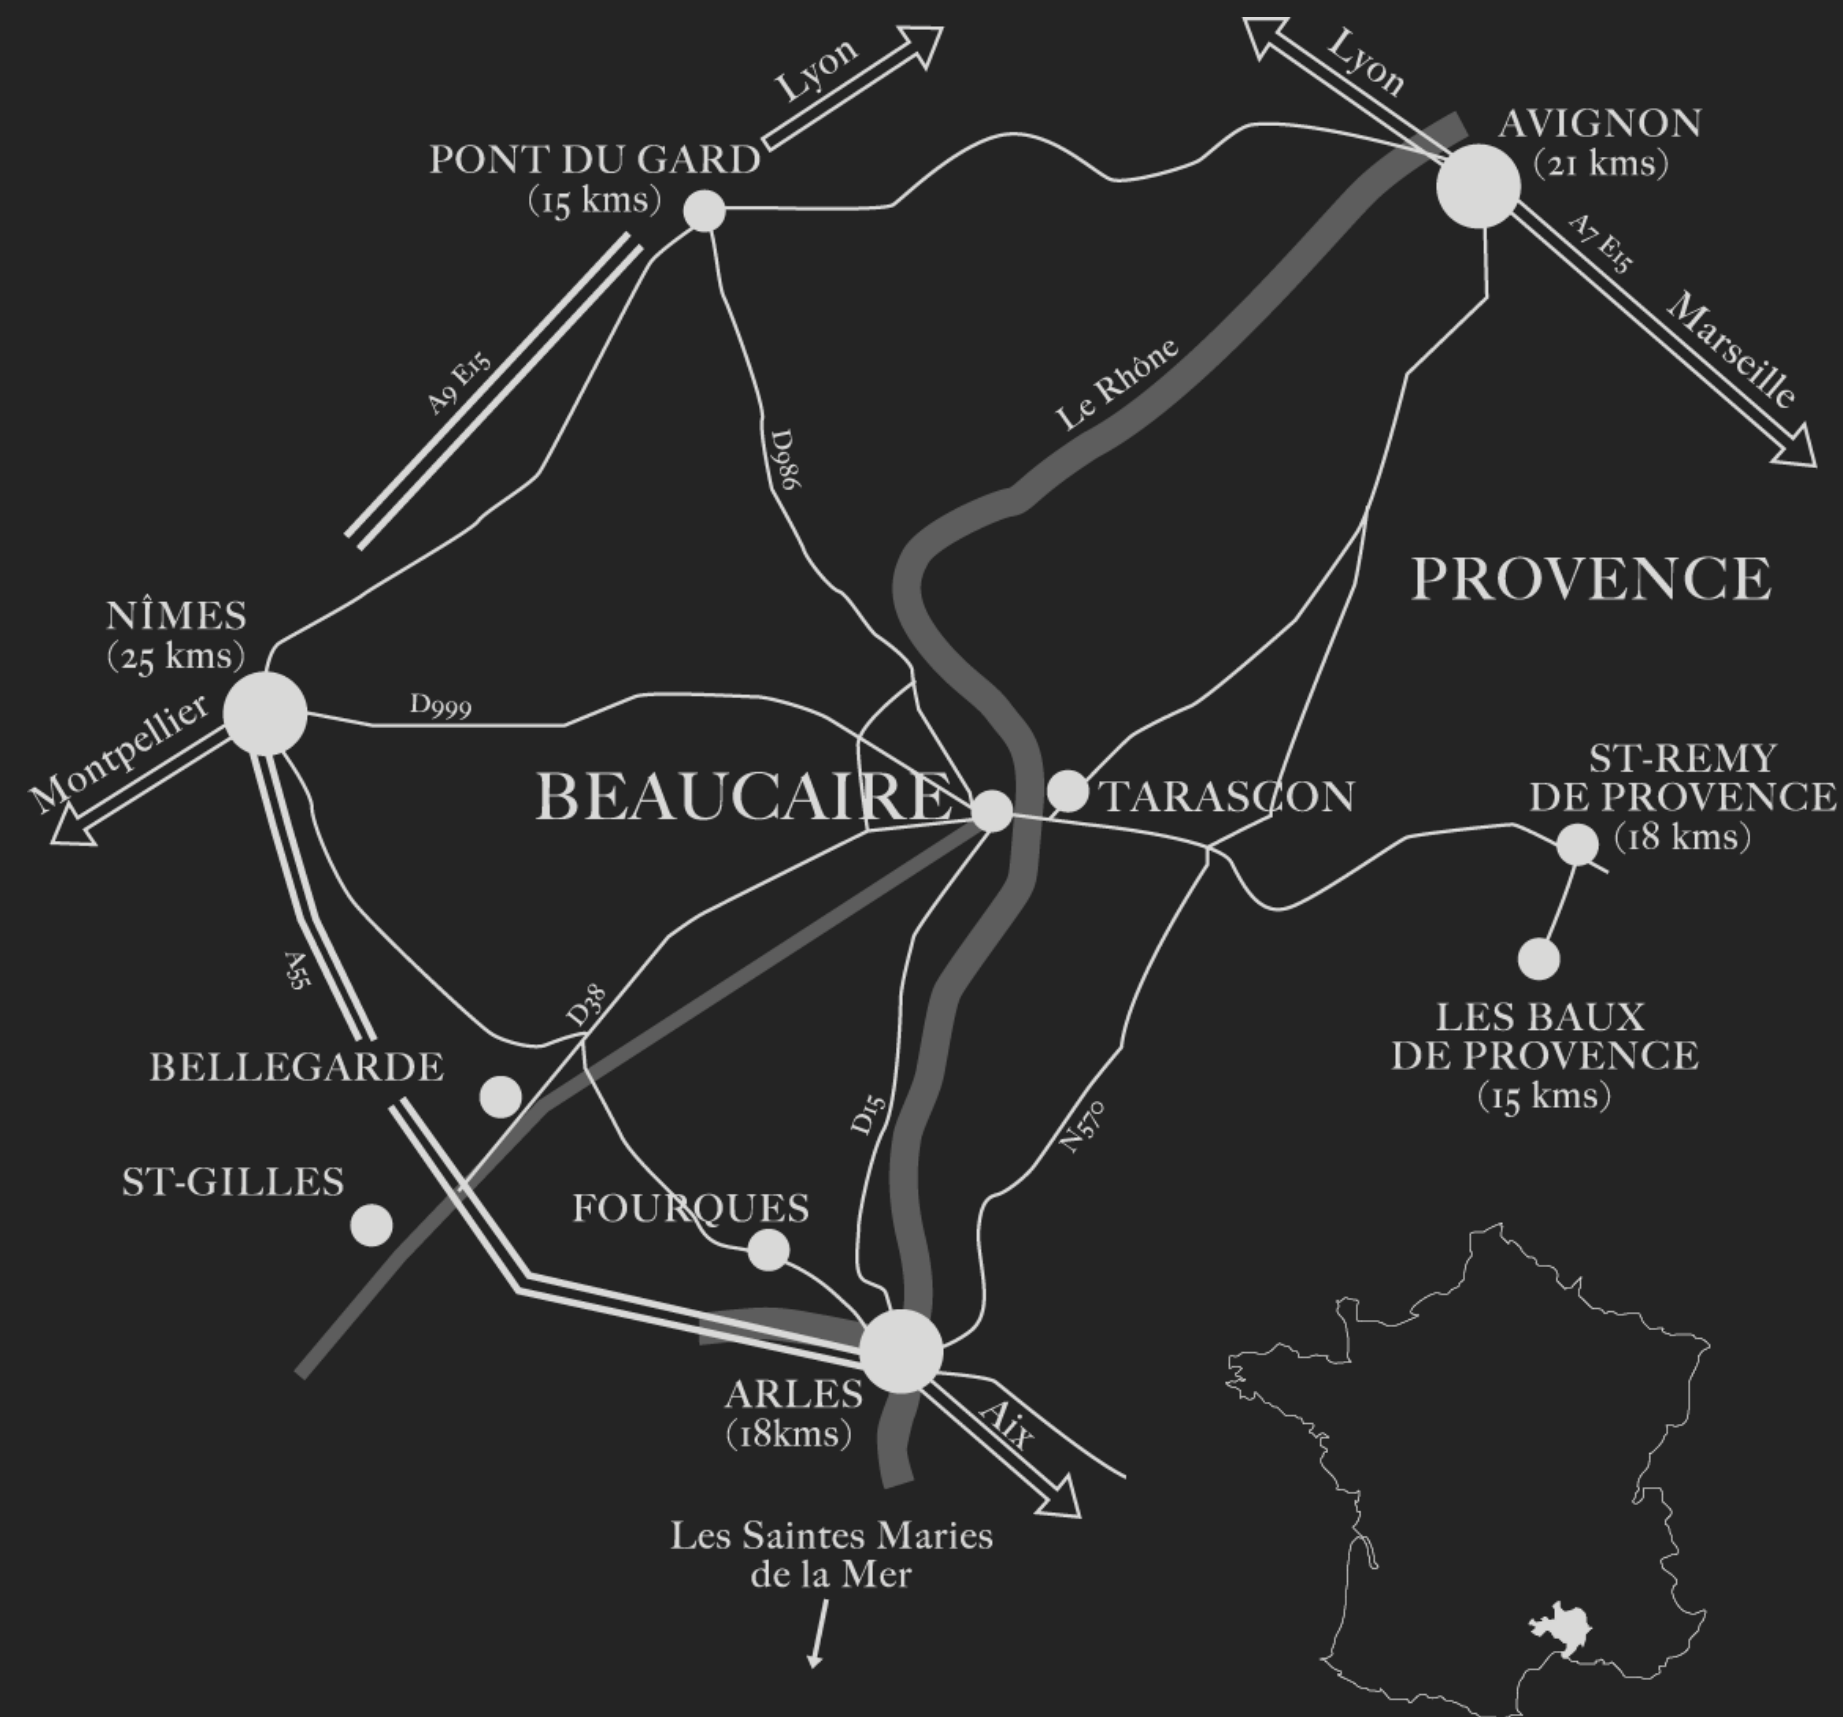 Lyon
Lyon
AVIGNON
(21 kms)
PONT DU GARD
(15 kms)
A7 E15
Marseille
A9 E15
Le Rhône
D986
PROVENCE
NÎMES
(25 kms)
D999
Montpellier
BEAUCAIRE
TARASCON
ST-REMY
DE PROVENCE
(18 kms)
A55
D38
LES BAUX
DE PROVENCE
(15 kms)
BELLEGARDE
D15
N570
ST-GILLES
FOURQUES
ARLES
(18kms)
Aix
Les Saintes Maries
de la Mer